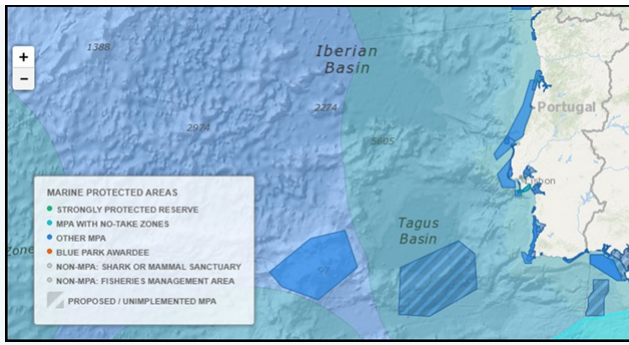 1388
+
−
Iberian
Basin
2274
2974
5605
Portugal
Lisbon
MARINE PROTECTED AREAS
STRONGLY PROTECTED RESERVE
MPA WITH NO-TAKE ZONES
OTHER MPA
BLUE PARK AWARDEE
NON-MPA: SHARK OR MAMMAL SANCTUARY
NON-MPA: FISHERIES MANAGEMENT AREA
PROPOSED / UNIMPLEMENTED MPA
Zone
Tagus
Basin